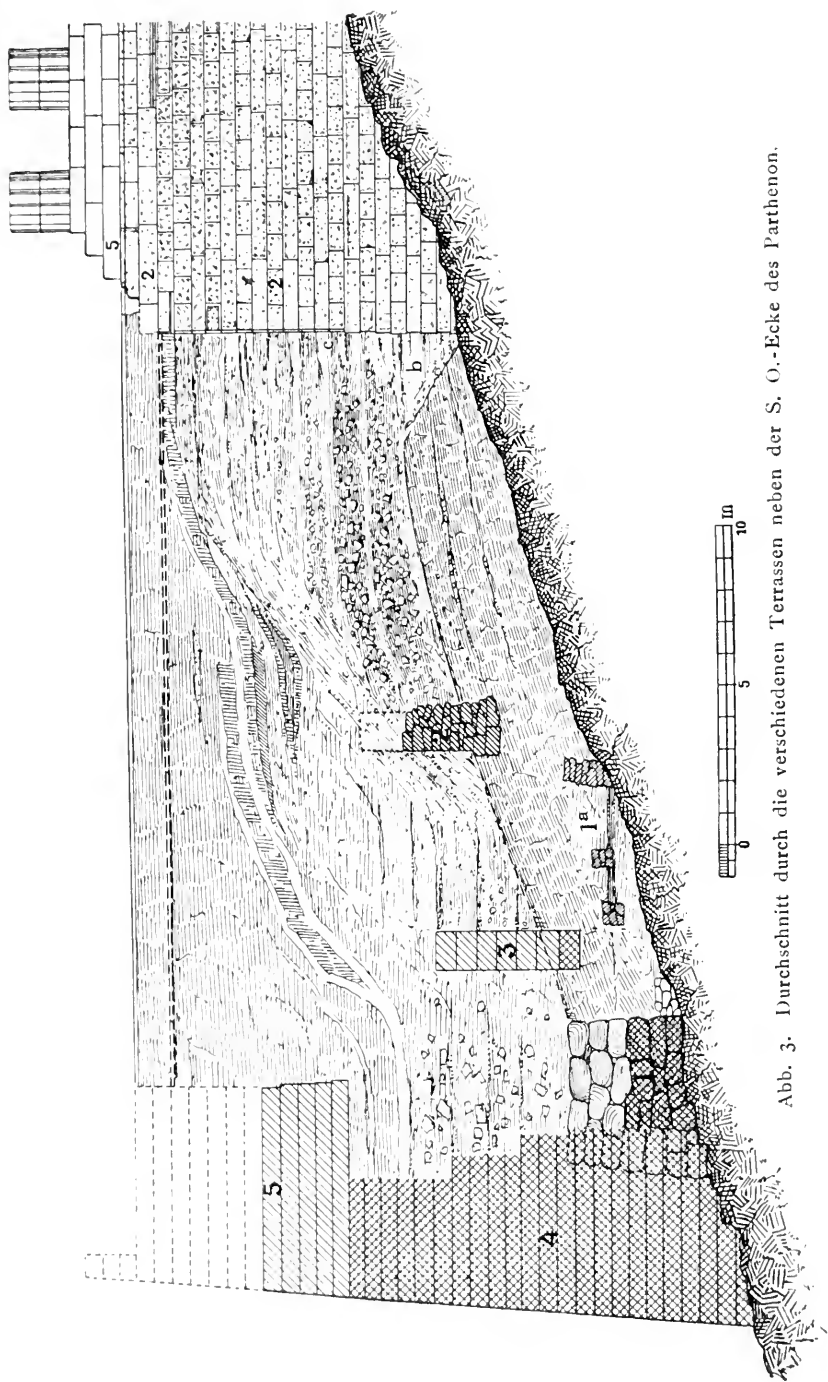 5
2
2
c
b
2
1a
3
5
4
0 5 10 m
Abb. 3. Durchschnitt durch die verschiedenen Terrassen neben der S. O.-Ecke des Parthenon.